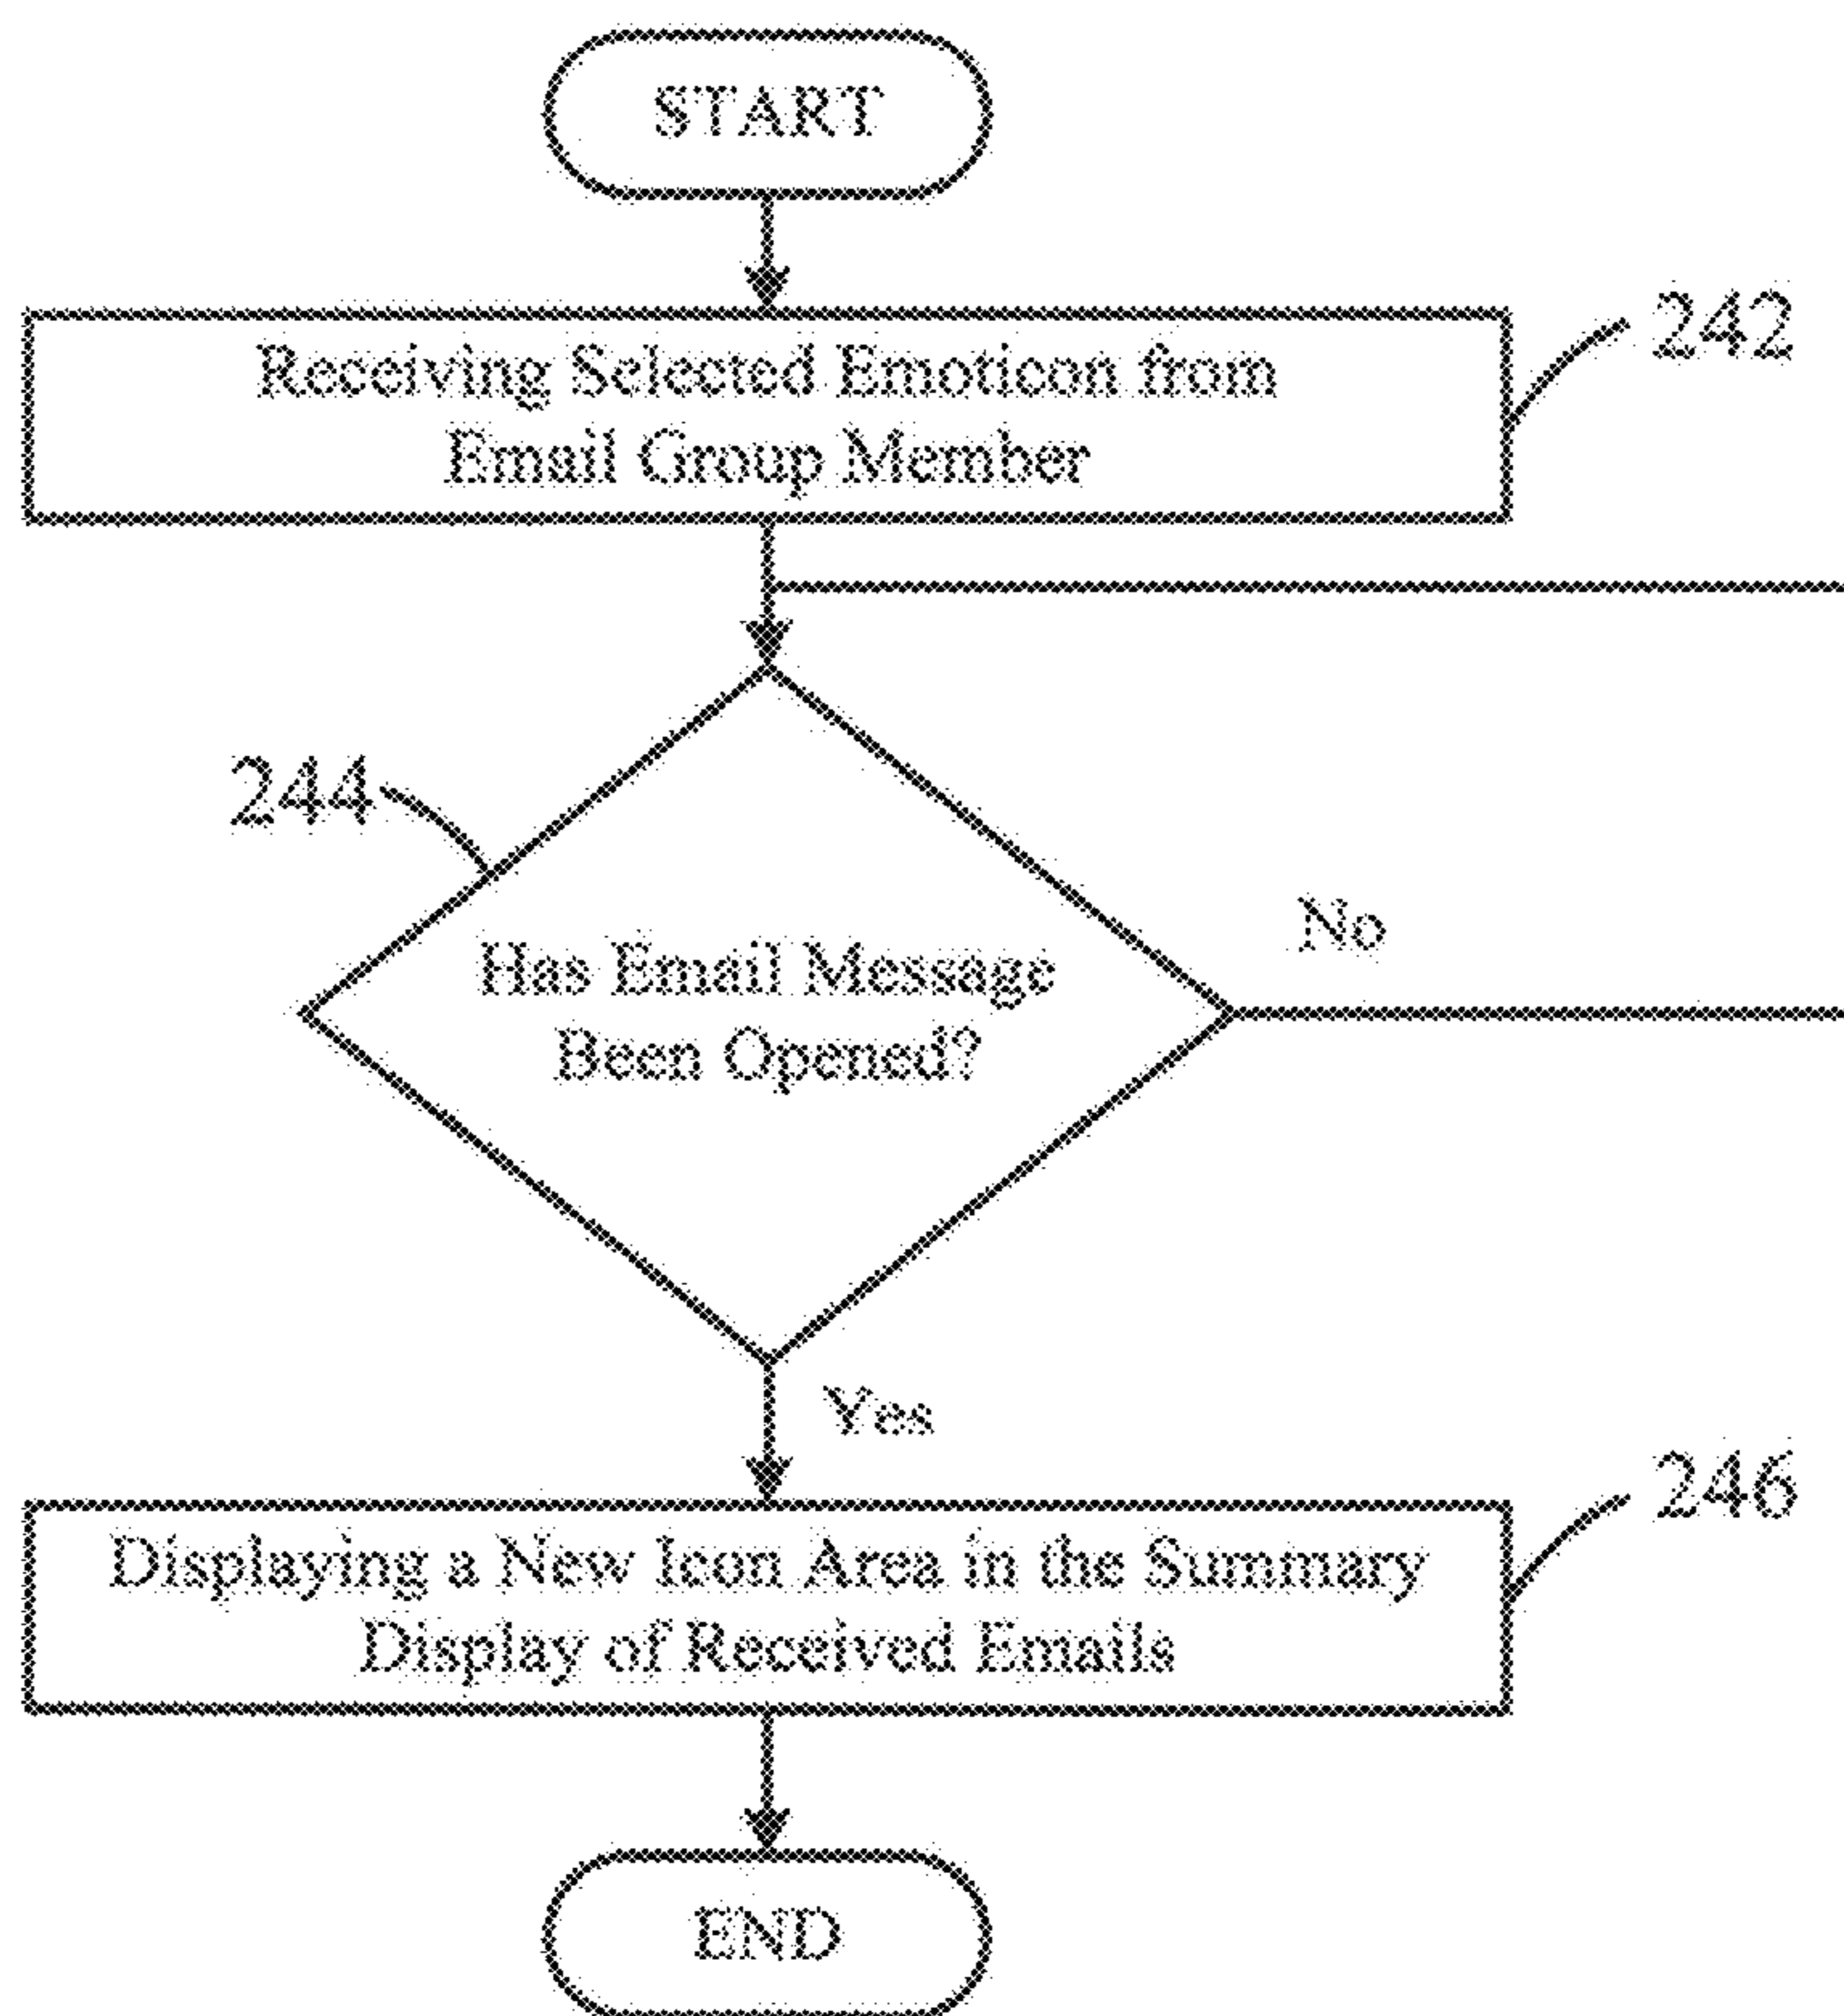 START
Receiving Selected Emoticon from
Email Group Member
242
244
Has Email Message
Been Opened?
No
Yes
Displaying a New Icon Area in the Summary
Display of Received Emails
246
END